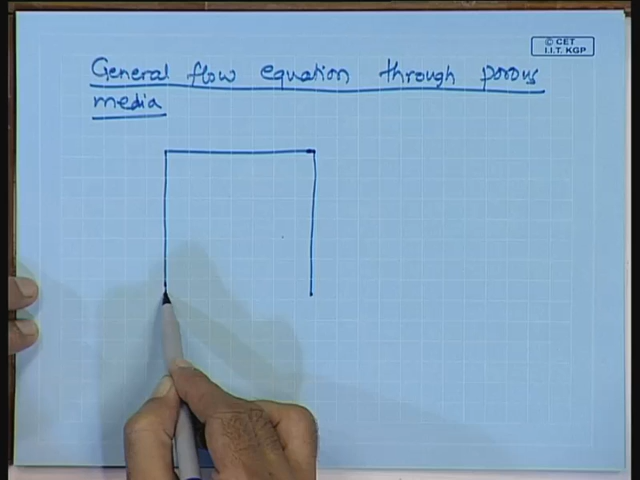 © CET
I.I.T. KGP
General flow equation through porous
media